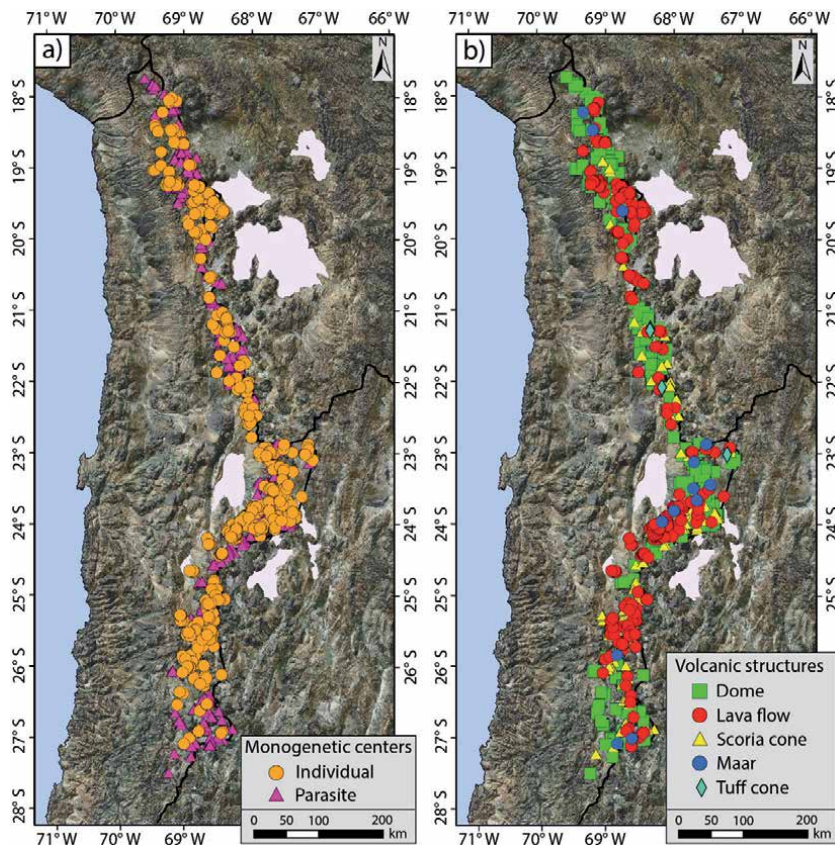 71°W 70°W 69°W 68°W 67°W 66°W
a)
N
18°S
19°S
20°S
21°S
22°S
23°S
24°S
25°S
26°S
27°S
28°S
Monogenetic centers
Individual
Parasite
0 50 100 200
km
71°W 70°W 69°W 68°W 67°W 66°W
71°W 70°W 69°W 68°W 67°W 66°W
b)
N
18°S
19°S
20°S
21°S
22°S
23°S
24°S
25°S
26°S
27°S
28°S
18°S
19°S
20°S
21°S
22°S
23°S
24°S
25°S
26°S
27°S
28°S
Volcanic structures
Dome
Lava flow
Scoria cone
Maar
Tuff cone
0 50 100 200
km
71°W 70°W 69°W 68°W 67°W 66°W